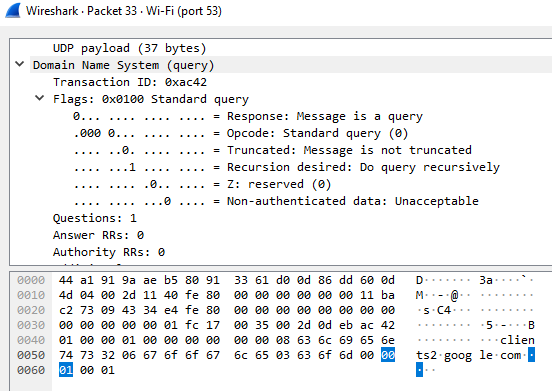 Wireshark · Packet 33 · Wi-Fi (port 53)
UDP payload (37 bytes)
Domain Name System (query)
Transaction ID: 0xac42
Flags: 0x0100 Standard query
0... .... .... .... = Response: Message is a query
.000 0... .... .... = Opcode: Standard query (0)
.... ..0. .... .... = Truncated: Message is not truncated
.... ...1 .... .... = Recursion desired: Do query recursively
.... .... .0.. .... = Z: reserved (0)
.... .... ...0 .... = Non-authenticated data: Unacceptable
Questions: 1
Answer RRs: 0
Authority RRs: 0
0000 44 a1 91 9a ae b5 80 91 33 61 d0 0d 86 dd 60 0d D·······3a····`·
0010 4d 04 00 2d 11 40 fe 80 00 00 00 00 00 00 11 ba M··-·@··········
0020 c2 73 09 43 34 e4 fe 80 00 00 00 00 00 00 00 00 ·s·C4···········
0030 00 00 00 00 00 01 fc 17 00 35 00 2d 0d eb ac 42 ·········5·-···B
0040 01 00 00 01 00 00 00 00 00 00 08 63 6c 69 65 6e ···········clien
0050 74 73 32 06 67 6f 6f 67 6c 65 03 63 6f 6d 00 00 ts2·google·com··
0060 01 00 01 ···